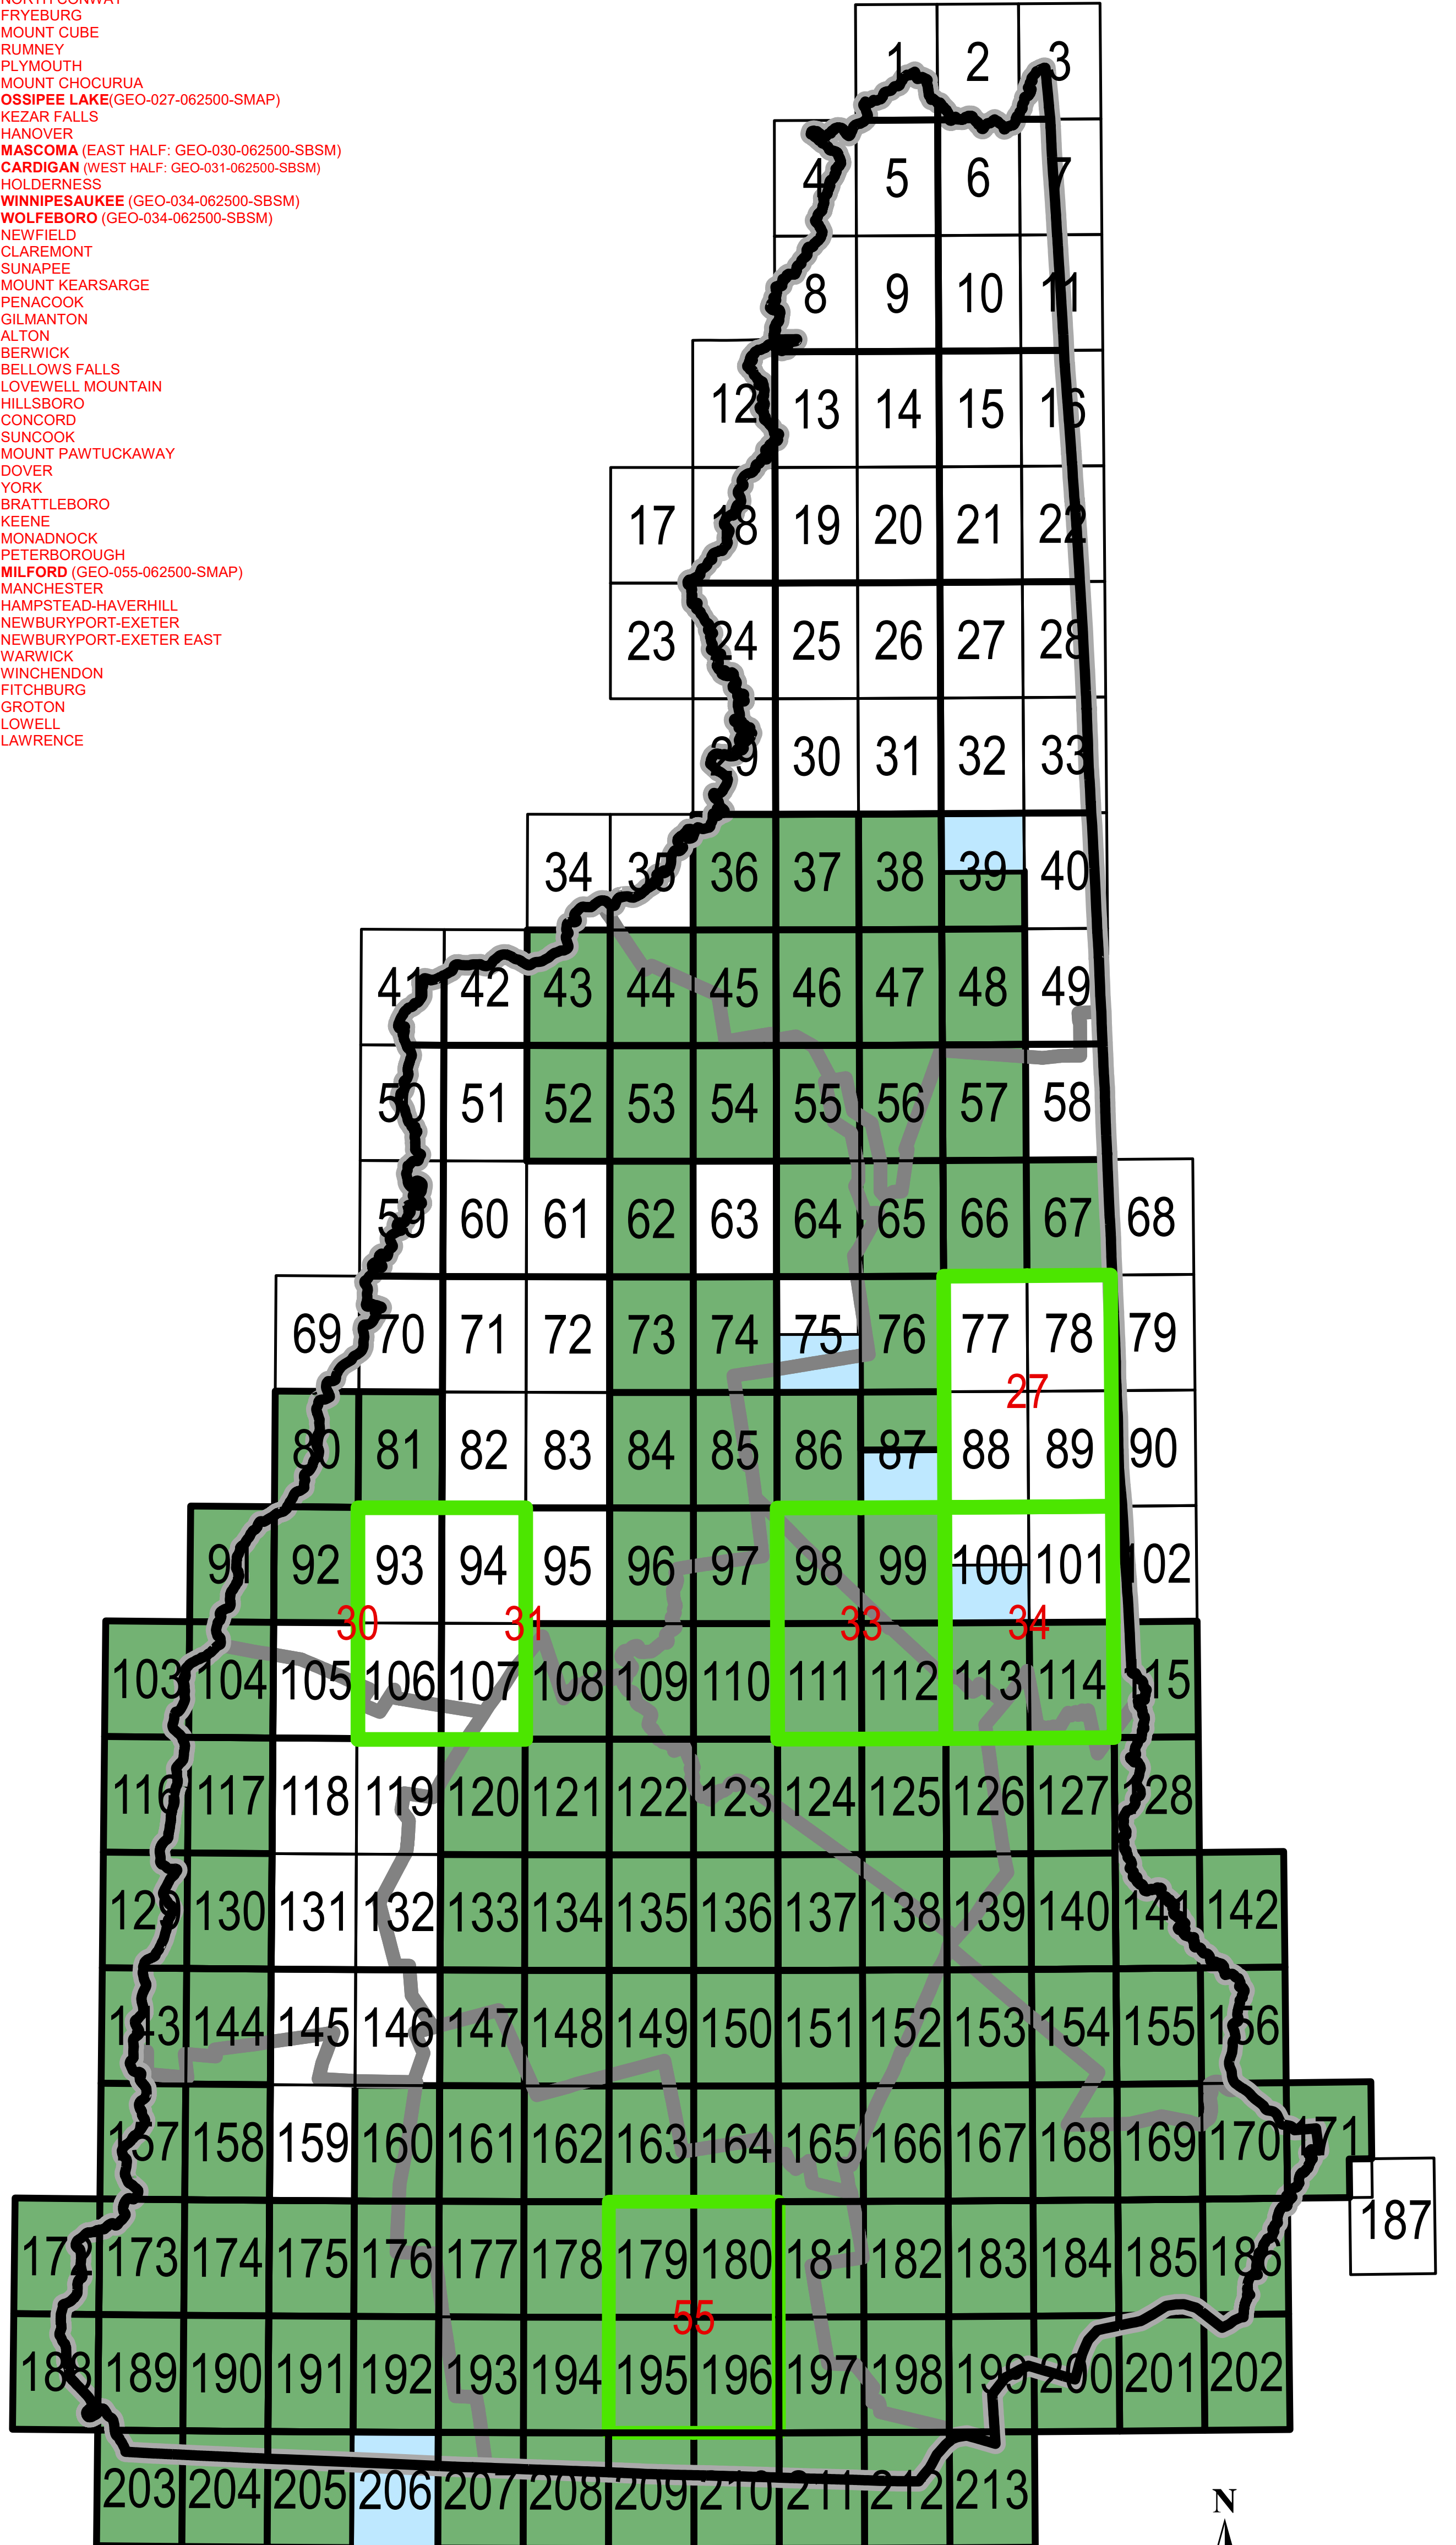 NORTH CONWAY
FRYEBURG
MOUNT CUBE
RUMNEY
PLYMOUTH
MOUNT CHOCURUA
OSSIPEE LAKE(GEO-027-062500-SMAP)
KEZAR FALLS
HANOVER
MASCOMA (EAST HALF: GEO-030-062500-SBSM)
CARDIGAN (WEST HALF: GEO-031-062500-SBSM)
HOLDERNESS
WINNIPESAUKEE (GEO-034-062500-SBSM)
WOLFEBORO (GEO-034-062500-SBSM)
NEWFIELD
CLAREMONT
SUNAPEE
MOUNT KEARSARGE
PENACOOK
GILMANTON
ALTON
BERWICK
BELLOWS FALLS
LOVEWELL MOUNTAIN
HILLSBORO
CONCORD
SUNCOOK
MOUNT PAWTUCKAWAY
DOVER
YORK
BRATTLEBORO
KEENE
MONADNOCK
PETERBOROUGH
MILFORD (GEO-055-062500-SMAP)
MANCHESTER
HAMPSTEAD-HAVERHILL
NEWBURYPORT-EXETER
NEWBURYPORT-EXETER EAST
WARWICK
WINCHENDON
FITCHBURG
GROTON
LOWELL
LAWRENCE
1 2 3
4 5 6 7
8 9 10 11
12 13 14 15 16
17 18 19 20 21 22
23 24 25 26 27 28
29 30 31 32 33
34 35 36 37 38 39 40
41 42 43 44 45 46 47 48 49
50 51 52 53 54 55 56 57 58
59 60 61 62 63 64 65 66 67 68
69 70 71 72 73 74 75 76 77 78 79
27
80 81 82 83 84 85 86 87 88 89 90
91 92 93 94 95 96 97 98 99 100 101 102
30 31 33 34
103 104 105 106 107 108 109 110 111 112 113 114 115
116 117 118 119 120 121 122 123 124 125 126 127 128
129 130 131 132 133 134 135 136 137 138 139 140 141 142
143 144 145 146 147 148 149 150 151 152 153 154 155 156
157 158 159 160 161 162 163 164 165 166 167 168 169 170 171
172 173 174 175 176 177 178 179 180 181 182 183 184 185 186 187
55
188 189 190 191 192 193 194 195 196 197 198 199 200 201 202
203 204 205 206 207 208 209 210 211 212 213
N